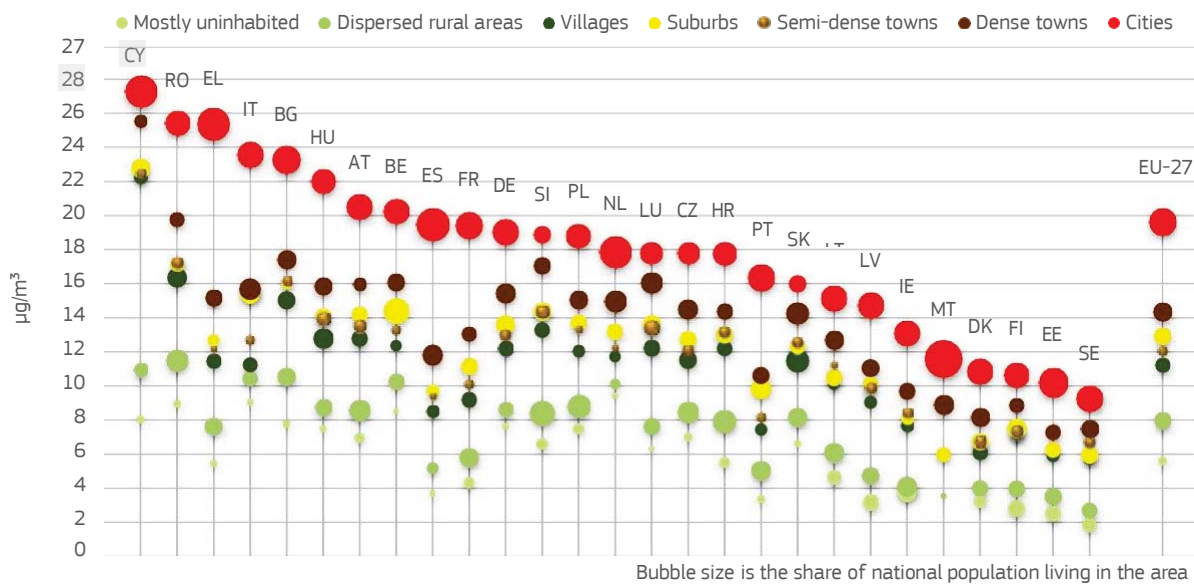 Mostly uninhabited Dispersed rural areas Villages Suburbs Semi-dense towns Dense towns Cities
27
28
26
24
22
20
18
16
14
12
10
8
6
4
2
0
µg/m³
CY
RO
EL
IT
BG
HU
AT
BE
ES
FR
DE
SI
PL
NL
LU
CZ
HR
PT
SK
LV
IE
MT
DK
FI
EE
SE
EU-27
Bubble size is the share of national population living in the area